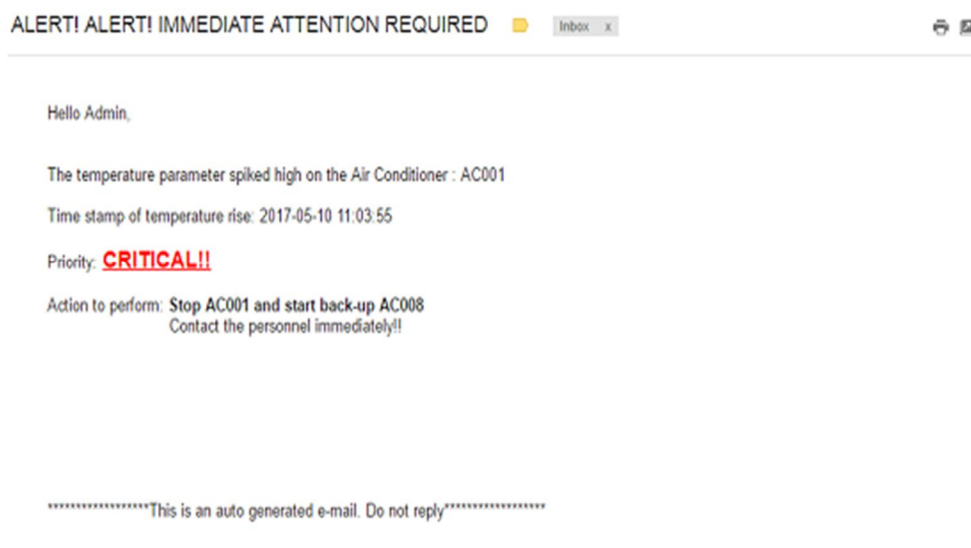 ALERT! ALERT! IMMEDIATE ATTENTION REQUIRED Inbox x
Hello Admin,
The temperature parameter spiked high on the Air Conditioner : AC001
Time stamp of temperature rise: 2017-05-10 11:03:55
Priority: CRITICAL!!
Action to perform: Stop AC001 and start back-up AC008
Contact the personnel immediately!!
******************This is an auto generated e-mail. Do not reply******************